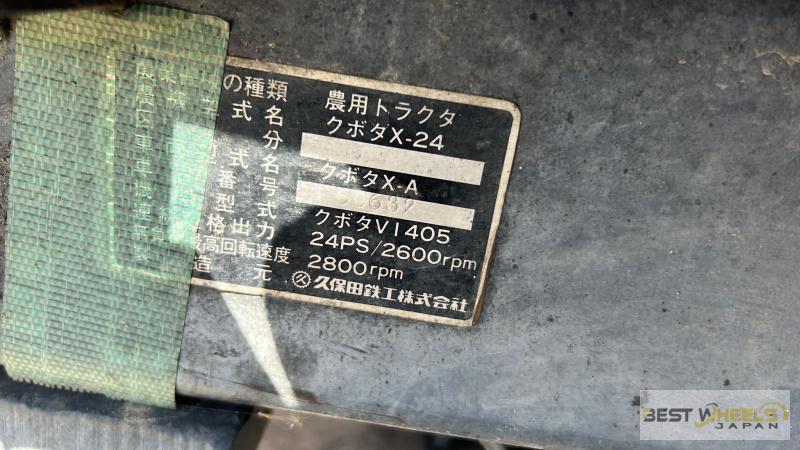 の種類 農用トラクタ
式名 クボタX-24
分
式名 クボタX-A
番号 60682
型式 クボタV1405
格出力 24PS/2600rpm
最高回転速度 2800rpm
造元 久保田鉄工株式会社
BEST WHEELS
JAPAN